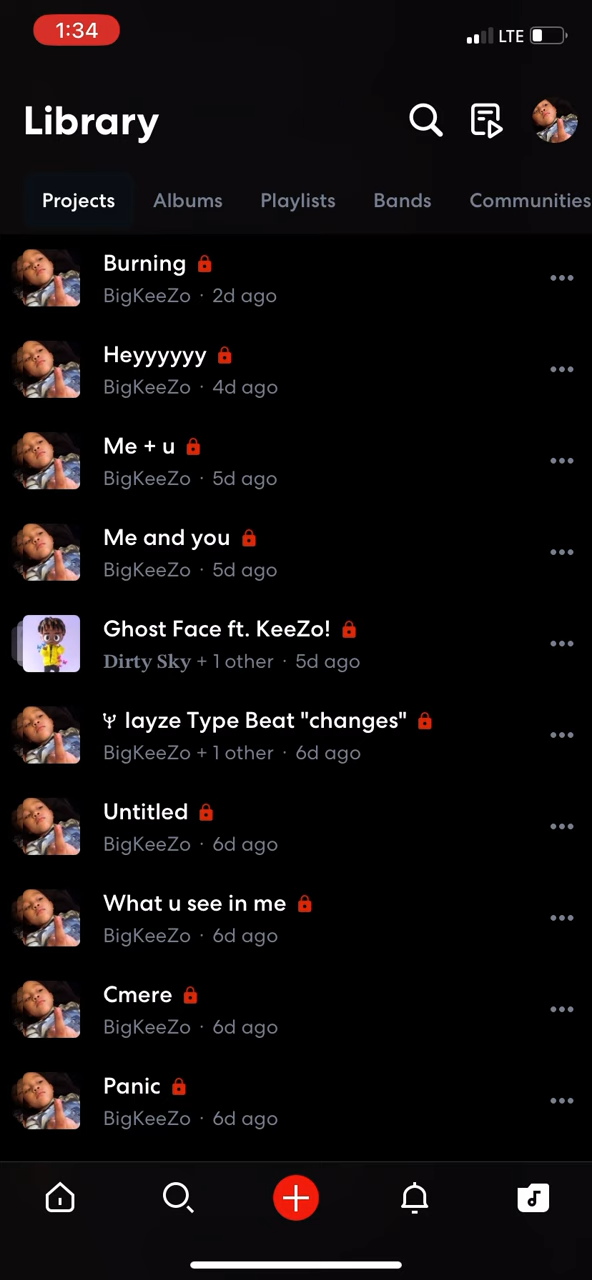 1:34
LTE
Library
Projects Albums Playlists Bands Communities
Burning
BigKeeZo · 2d ago
Heyyyyyy
BigKeeZo · 4d ago
Me + u
BigKeeZo · 5d ago
Me and you
BigKeeZo · 5d ago
Ghost Face ft. KeeZo!
𝐃𝐢𝐫𝐭𝐲 𝐒𝐤𝐲 + 1 other · 5d ago
Iayze Type Beat "changes"
BigKeeZo + 1 other · 6d ago
Untitled
BigKeeZo · 6d ago
What u see in me
BigKeeZo · 6d ago
Cmere
BigKeeZo · 6d ago
Panic
BigKeeZo · 6d ago